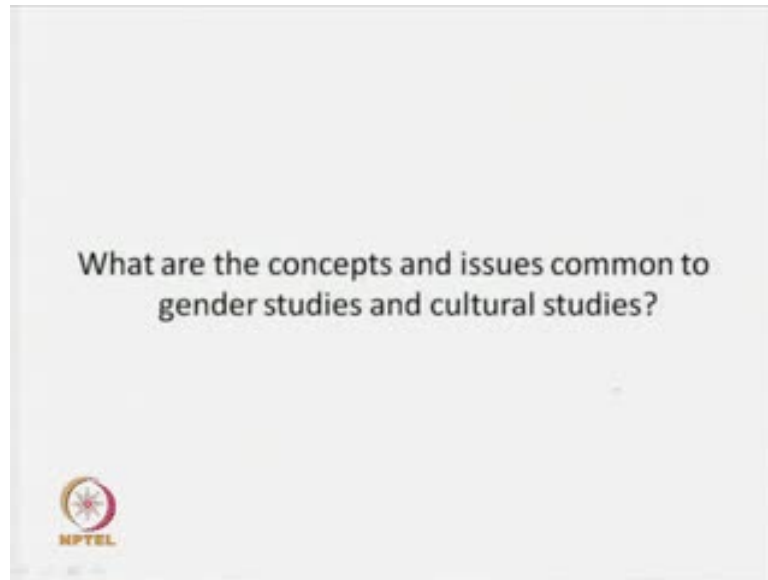 What are the concepts and issues common to
gender studies and cultural studies?
NPTEL